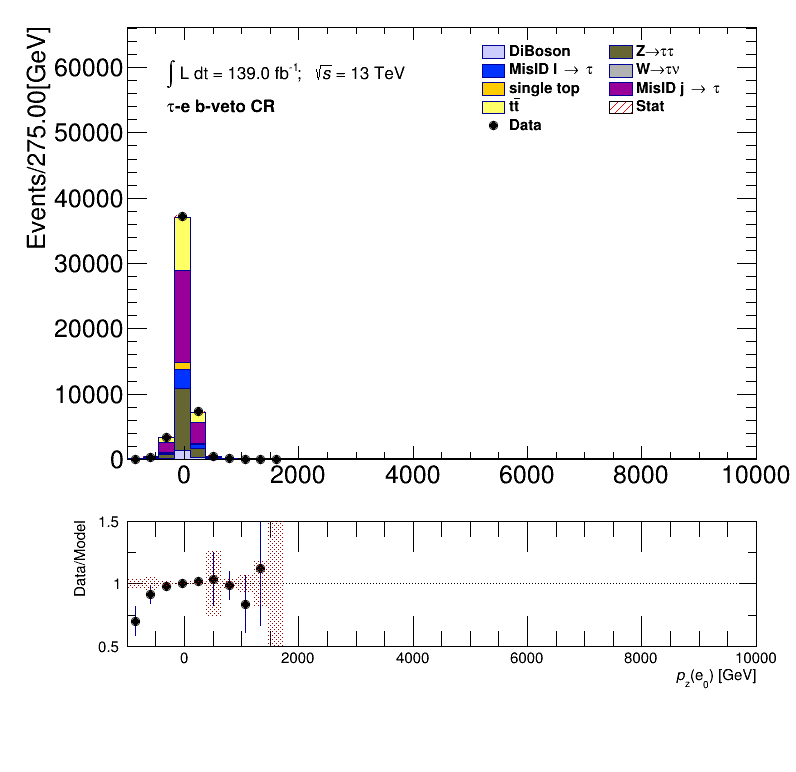 Events/275.00[GeV]
60000
50000
40000
30000
20000
10000
0
∫ L dt = 139.0 fb⁻¹; √s = 13 TeV
τ-e b-veto CR
DiBoson
MisID l → τ
single top
tt̄
Data
Z→ττ
W→τν
MisID j → τ
Stat
0 2000 4000 6000 8000 10000
Data/Model
1.5
1
0.5
0 2000 4000 6000 8000 10000
p_z(e_0) [GeV]